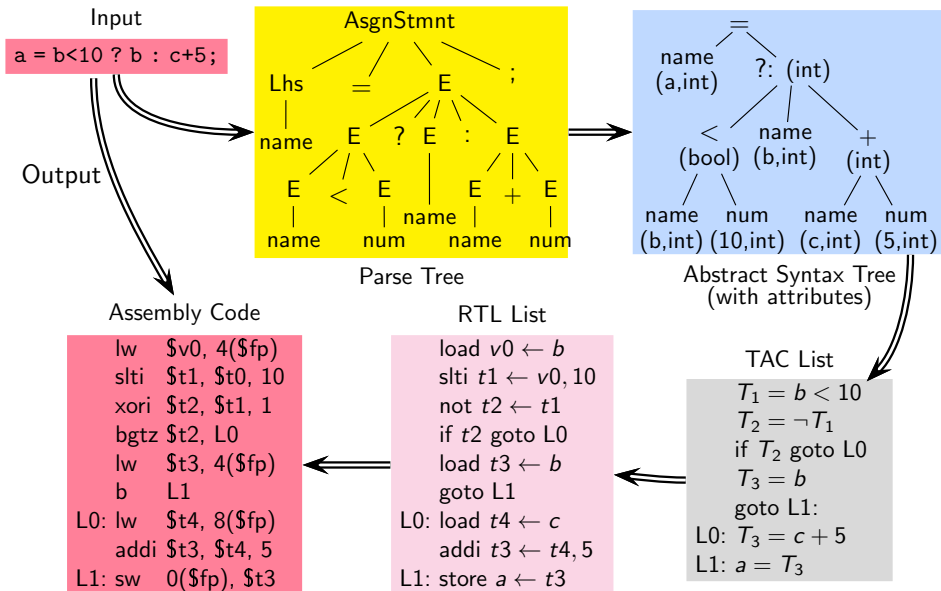 Input
a = b<10 ? b : c+5;
Output
AsgnStmnt
Lhs = E ;
name E ? E : E
E < E name E + E
name num name num
Parse Tree
=
name ?: (int)
(a,int)
< name +
(bool) (b,int) (int)
name num name num
(b,int) (10,int) (c,int) (5,int)
Abstract Syntax Tree
(with attributes)
TAC List
T₁ = b < 10
T₂ = ¬T₁
if T₂ goto L0
T₃ = b
goto L1:
L0: T₃ = c + 5
L1: a = T₃
RTL List
load v0 ← b
slti t1 ← v0, 10
not t2 ← t1
if t2 goto L0
load t3 ← b
goto L1
L0: load t4 ← c
addi t3 ← t4, 5
L1: store a ← t3
Assembly Code
lw $v0, 4($fp)
slti $t1, $t0, 10
xori $t2, $t1, 1
bgtz $t2, L0
lw $t3, 4($fp)
b L1
L0: lw $t4, 8($fp)
addi $t3, $t4, 5
L1: sw 0($fp), $t3